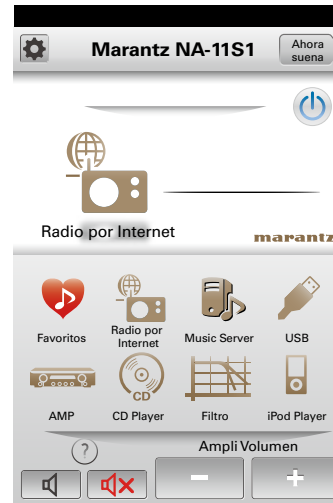 Marantz NA-11S1
Ahora
suena
Radio por Internet
marantz
Favoritos
Radio por
Internet
Music Server
USB
CD
AMP
CD Player
Filtro
iPod Player
?
Ampli Volumen
− +